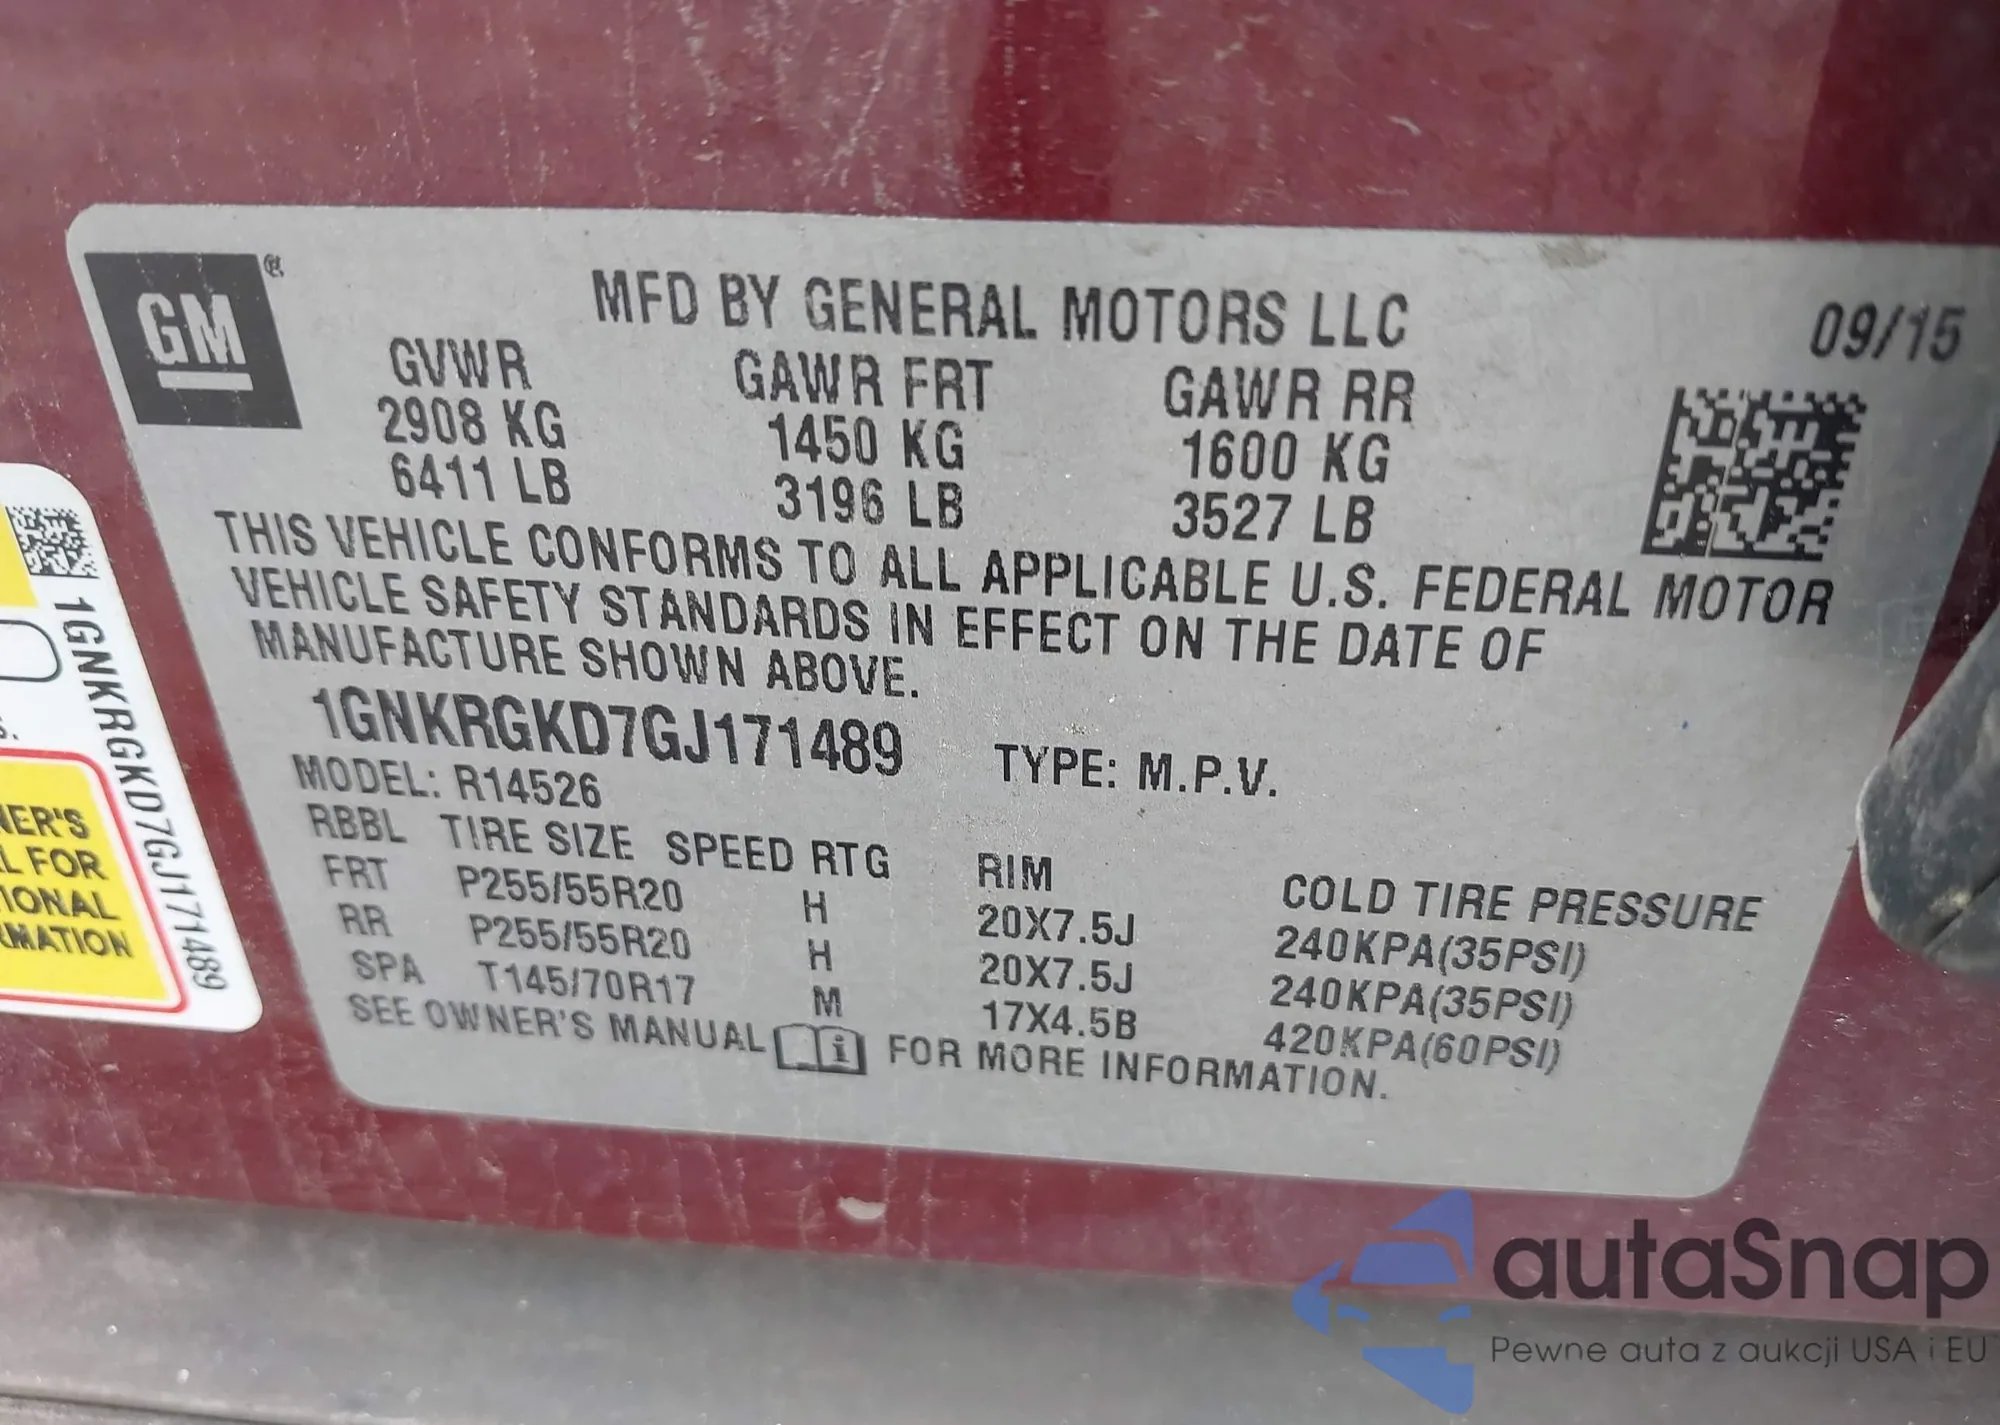 GM
®
MFD BY GENERAL MOTORS LLC
09/15
GVWR GAWR FRT GAWR RR
2908 KG 1450 KG 1600 KG
6411 LB 3196 LB 3527 LB
THIS VEHICLE CONFORMS TO ALL APPLICABLE U.S. FEDERAL MOTOR
VEHICLE SAFETY STANDARDS IN EFFECT ON THE DATE OF
MANUFACTURE SHOWN ABOVE.
1GNKRGKD7GJ171489 TYPE: M.P.V.
MODEL: R14526
RBBL TIRE SIZE SPEED RTG RIM COLD TIRE PRESSURE
FRT P255/55R20 H 20X7.5J 240KPA(35PSI)
RR P255/55R20 H 20X7.5J 240KPA(35PSI)
SPA T145/70R17 M 17X4.5B 420KPA(60PSI)
SEE OWNER'S MANUAL i FOR MORE INFORMATION.
1GNKRGKD7GJ171489
S.
NER'S
L FOR
IONAL
RMATION
autaSnap
Pewne auta z aukcji USA i EU